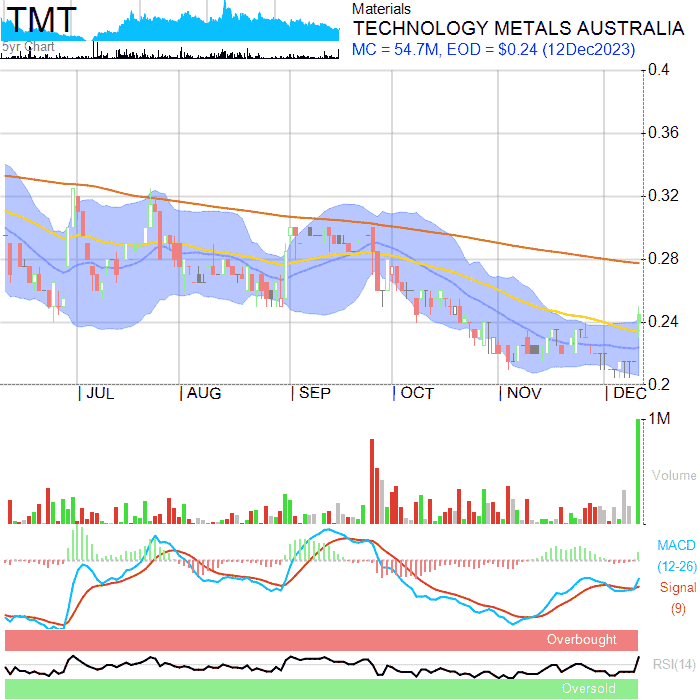 TMT
5yr Chart
Materials
TECHNOLOGY METALS AUSTRALIA
MC = 54.7M, EOD = $0.24 (12Dec2023)
0.4
0.36
0.32
0.28
0.24
0.2
JUL
AUG
SEP
OCT
NOV
DEC
1M
Volume
MACD
(12-26)
Signal
(9)
Overbought
RSI(14)
Oversold